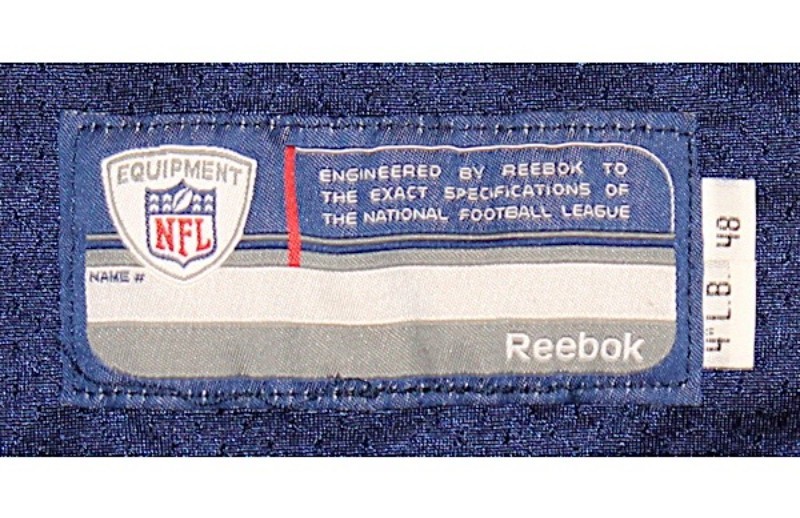 EQUIPMENT
NFL
ENGINEERED BY REEBOK TO
THE EXACT SPECIFICATIONS OF
THE NATIONAL FOOTBALL LEAGUE
NAME #
Reebok
4" L.B. 48